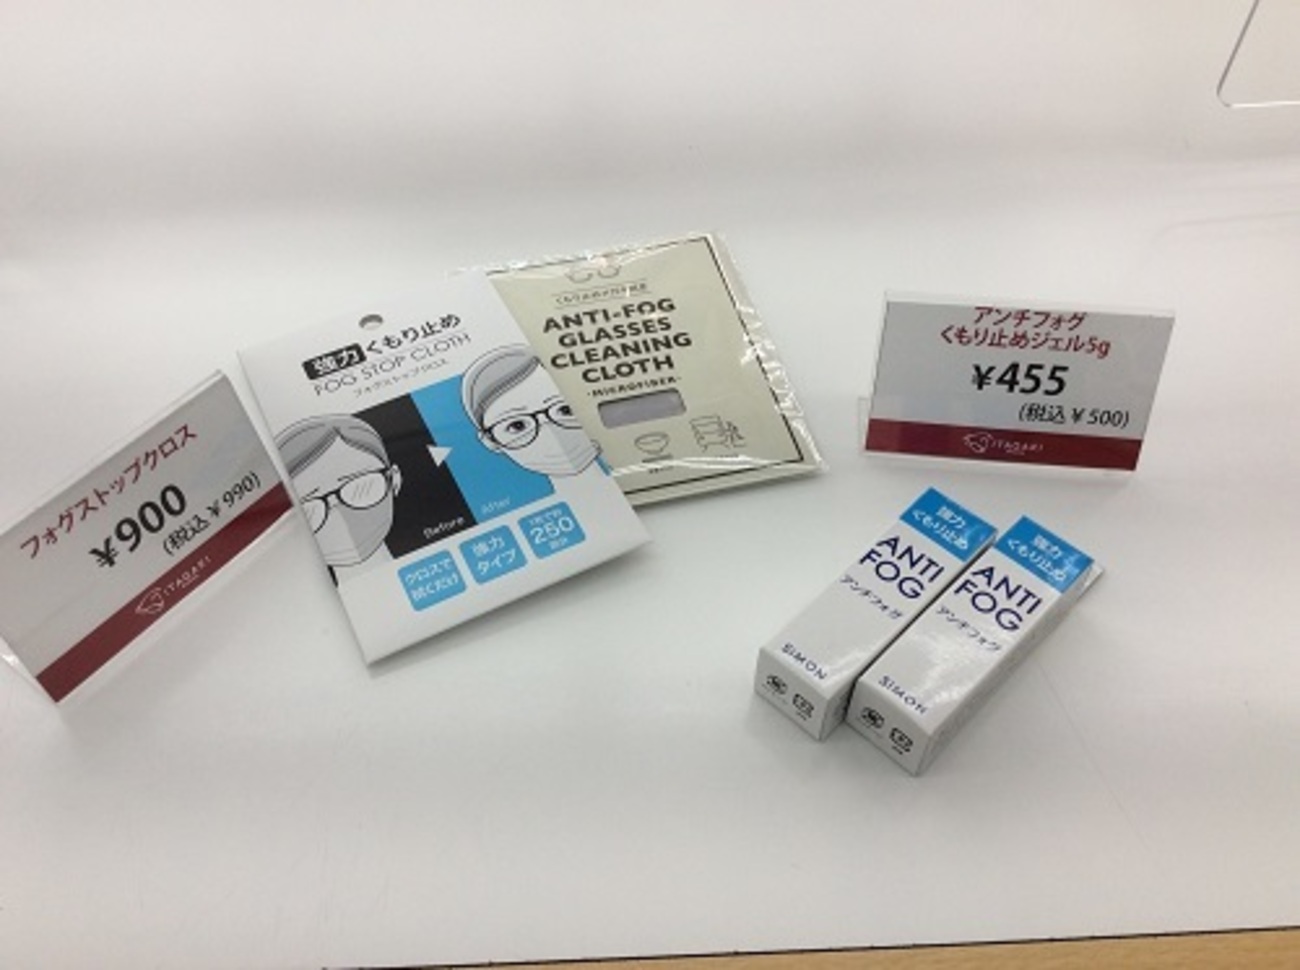 フォグストップクロス
¥900
(税込¥990)
ITAGAKI
強力くもり止め
FOG STOP CLOTH
フォグストップクロス
Before
After
クロスで
拭くだけ
強力
タイプ
250
ANTI-FOG
GLASSES
CLEANING
CLOTH
-MICROFIBER-
アンチフォグ
くもり止めジェル5g
¥455
(税込¥500)
ITAGAKI
強力
くもり止め
ANTI
FOG
アンチフォグ
SIMON
強力
くもり止め
ANTI
FOG
アンチフォグ
SIMON